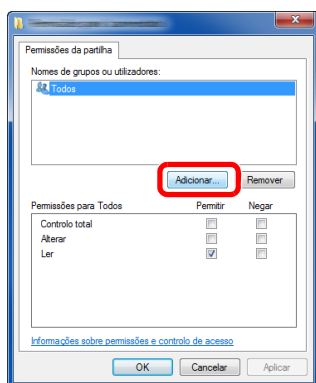 Permissões da partilha
Nomes de grupos ou utilizadores:
Todos
Adicionar... Remover
Permissões para Todos Permitir Negar
Controlo total
Alterar
Ler
Informações sobre permissões e controlo de acesso
OK Cancelar Aplicar